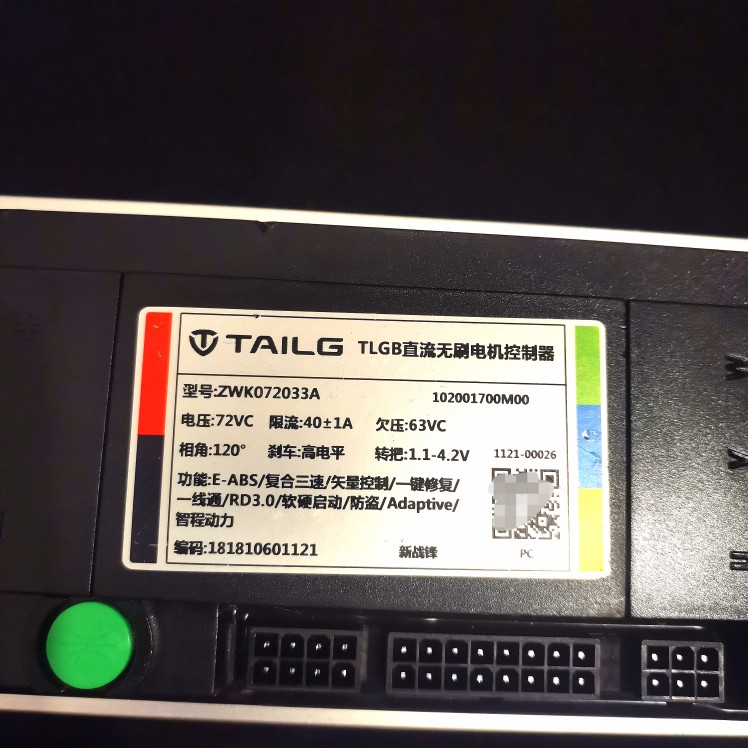 TAILG TLGB直流无刷电机控制器
型号:ZWK072033A 102001700M00
电压:72VC 限流:40±1A 欠压:63VC
相角:120° 刹车:高电平 转把:1.1-4.2V 1121-00026
功能:E-ABS/复合三速/矢量控制/一键修复/
一线通/RD3.0/软硬启动/防盗/Adaptive/
智程动力
编码:181810601121 新战锋 PC
W
V
U